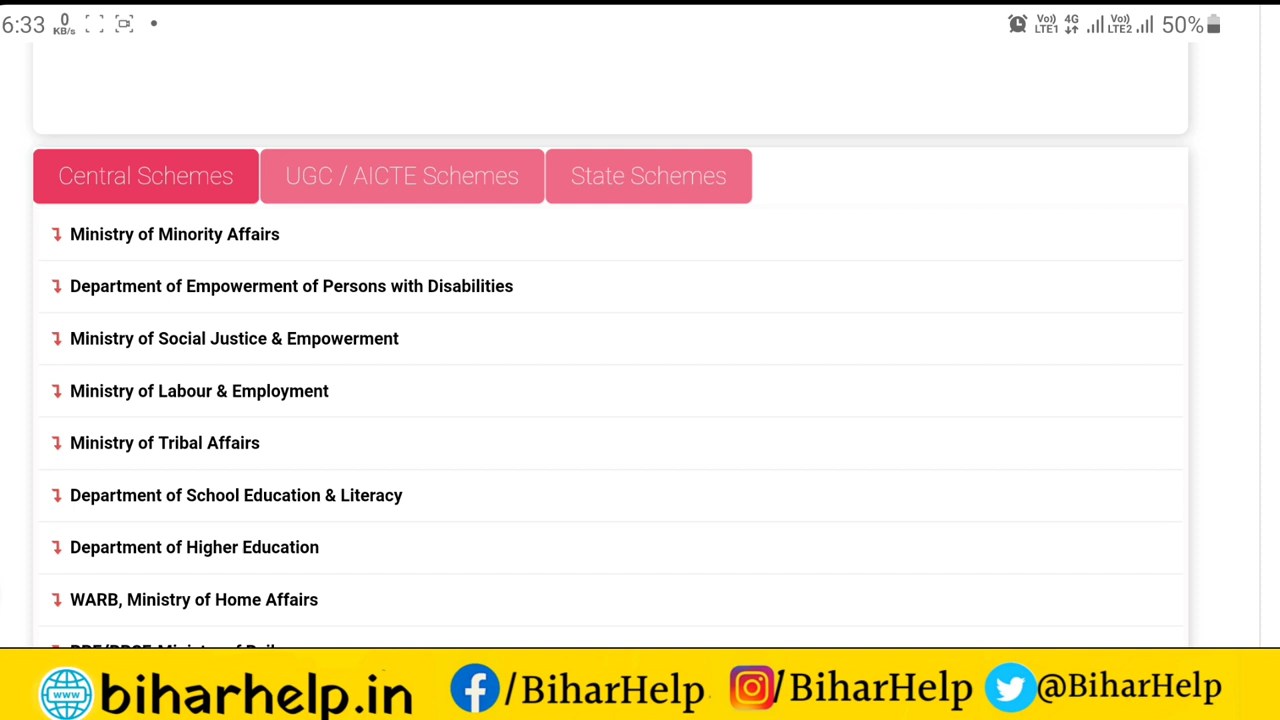 6:33 0 KB/s Vo)) LTE1 4G Vo)) LTE2 50%
Central Schemes UGC / AICTE Schemes State Schemes
Ministry of Minority Affairs
Department of Empowerment of Persons with Disabilities
Ministry of Social Justice & Empowerment
Ministry of Labour & Employment
Ministry of Tribal Affairs
Department of School Education & Literacy
Department of Higher Education
WARB, Ministry of Home Affairs
www biharhelp.in /BiharHelp /BiharHelp @BiharHelp